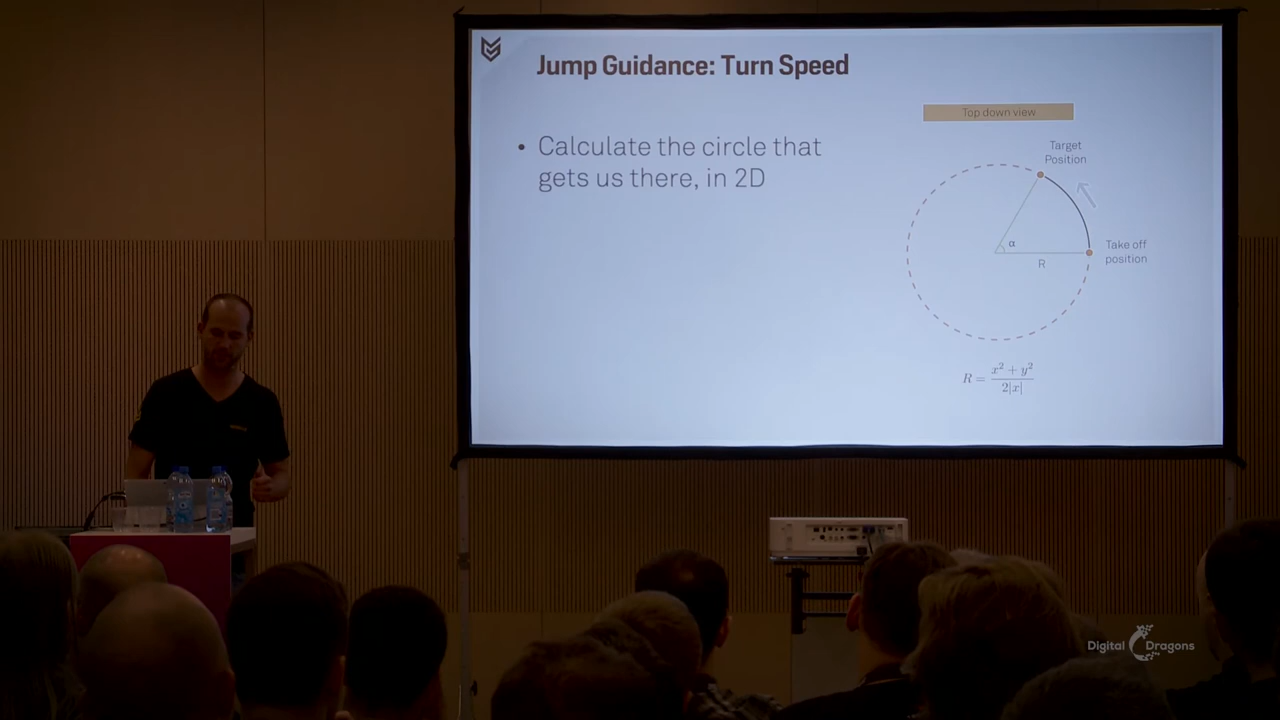 Jump Guidance: Turn Speed
• Calculate the circle that
gets us there, in 2D
Top down view
Target
Position
α
R
Take off
position
R = x² + y² / 2|x|
Digital Dragons